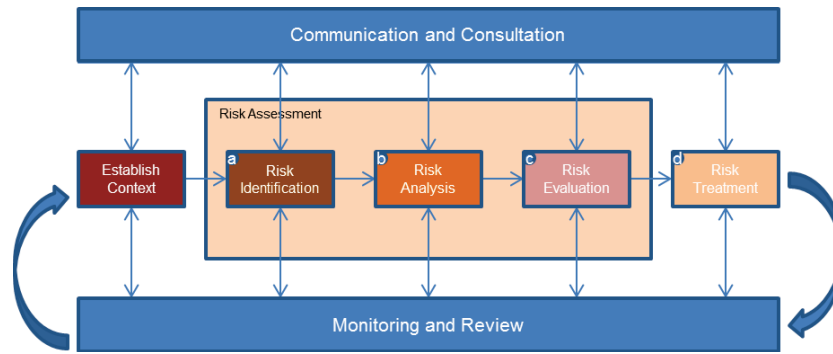 Communication and Consultation
Risk Assessment
Establish
Context
a
Risk
Identification
b
Risk
Analysis
c
Risk
Evaluation
d
Risk
Treatment
Monitoring and Review